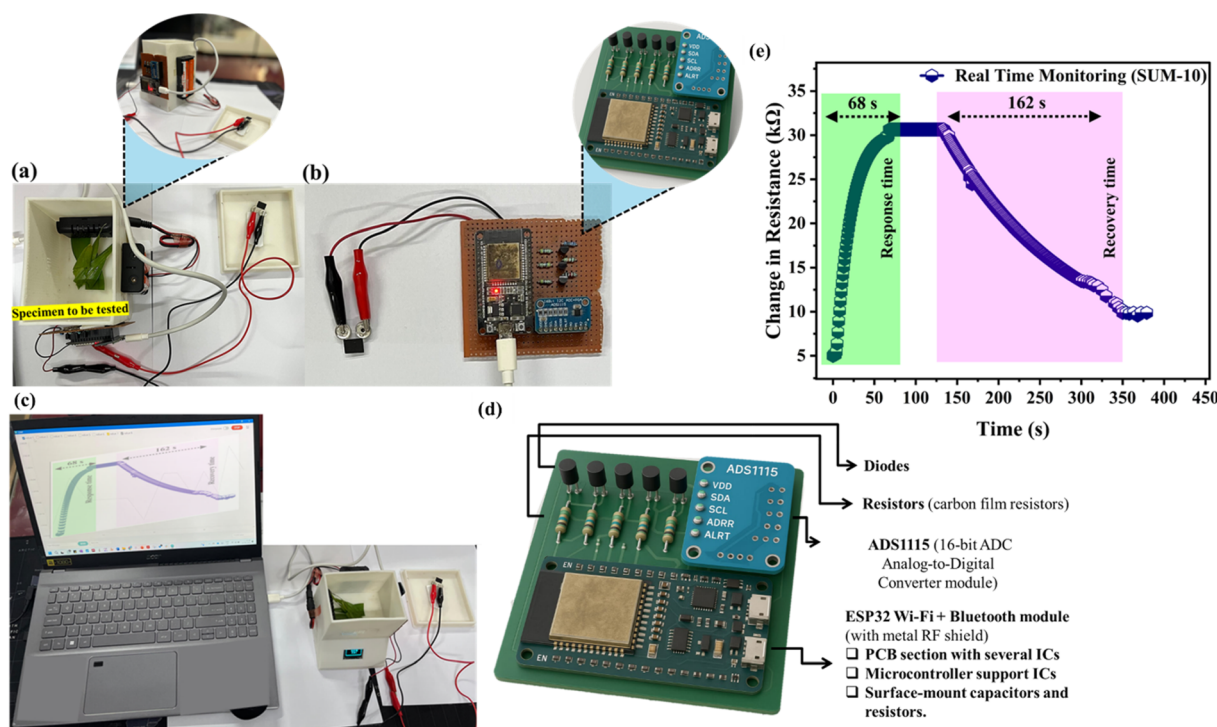 (a)
Specimen to be tested
(b)
ADS1115
VDD
SDA
SCL
ADRR
ALRT
EN
(c)
68 s
162 s
Response time
Recovery time
(d)
ADS1115
VDD
SDA
SCL
ADRR
ALRT
EN
EN
Diodes
Resistors (carbon film resistors)
ADS1115 (16-bit ADC
Analog-to-Digital
Converter module)
ESP32 Wi-Fi + Bluetooth module
(with metal RF shield)
❑ PCB section with several ICs
❑ Microcontroller support ICs
❑ Surface-mount capacitors and
resistors.
(e)
Real Time Monitoring (SUM-10)
68 s
162 s
Response time
Recovery time
Change in Resistance (kΩ)
40
35
30
25
20
15
10
5
0 50 100 150 200 250 300 350 400 450
Time (s)